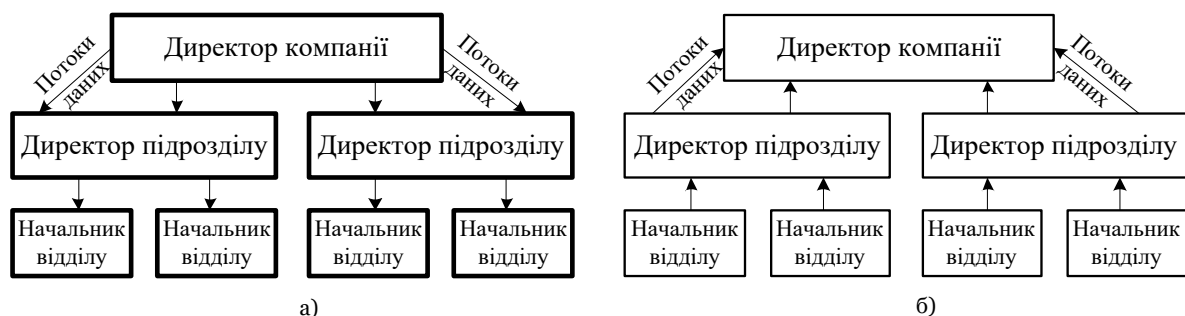 Директор компанії
Потоки
даних
Потоки
даних
Директор підрозділу
Директор підрозділу
Начальник
відділу
Начальник
відділу
Начальник
відділу
Начальник
відділу
а)
Директор компанії
Потоки
даних
Потоки
даних
Директор підрозділу
Директор підрозділу
Начальник
відділу
Начальник
відділу
Начальник
відділу
Начальник
відділу
б)